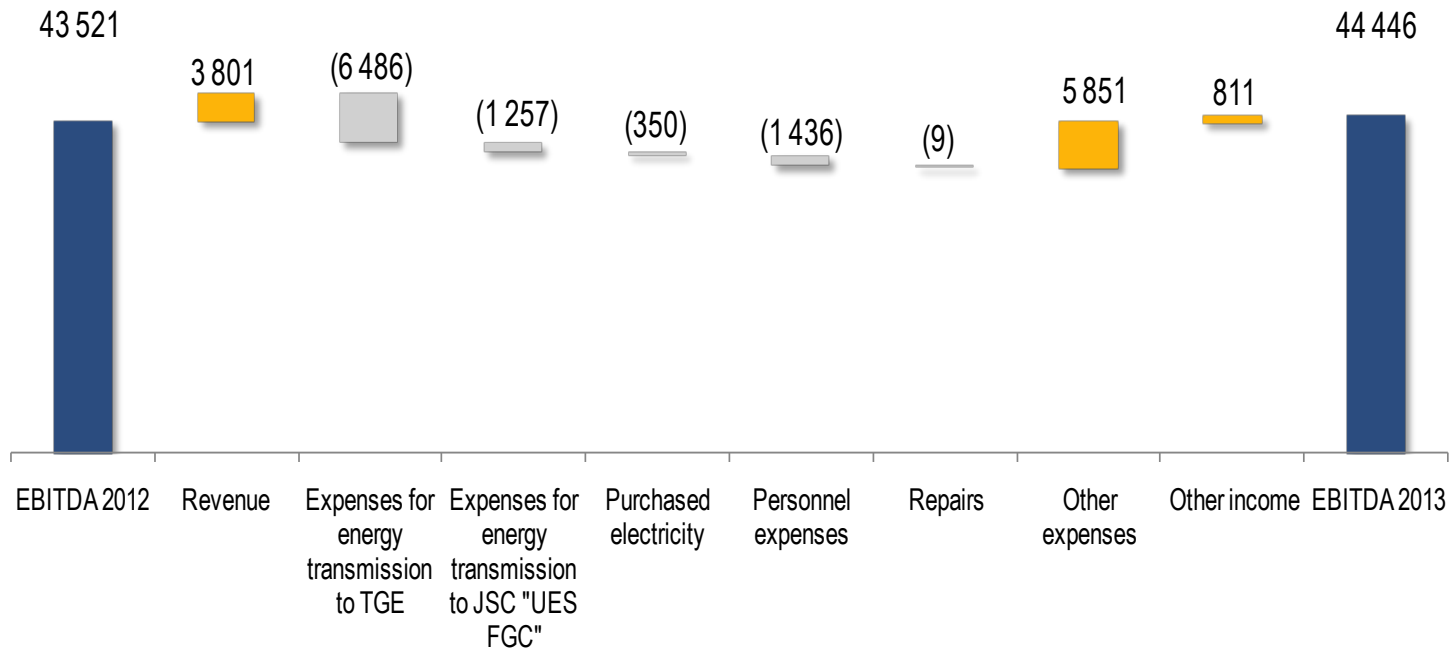 43 521
3 801
(6 486)
(1 257)
(350)
(1 436)
(9)
5 851
811
44 446
EBITDA 2012
Revenue
Expenses for
energy
transmission
to TGE
Expenses for
energy
transmission
to JSC "UES
FGC"
Purchased
electricity
Personnel
expenses
Repairs
Other
expenses
Other income
EBITDA 2013